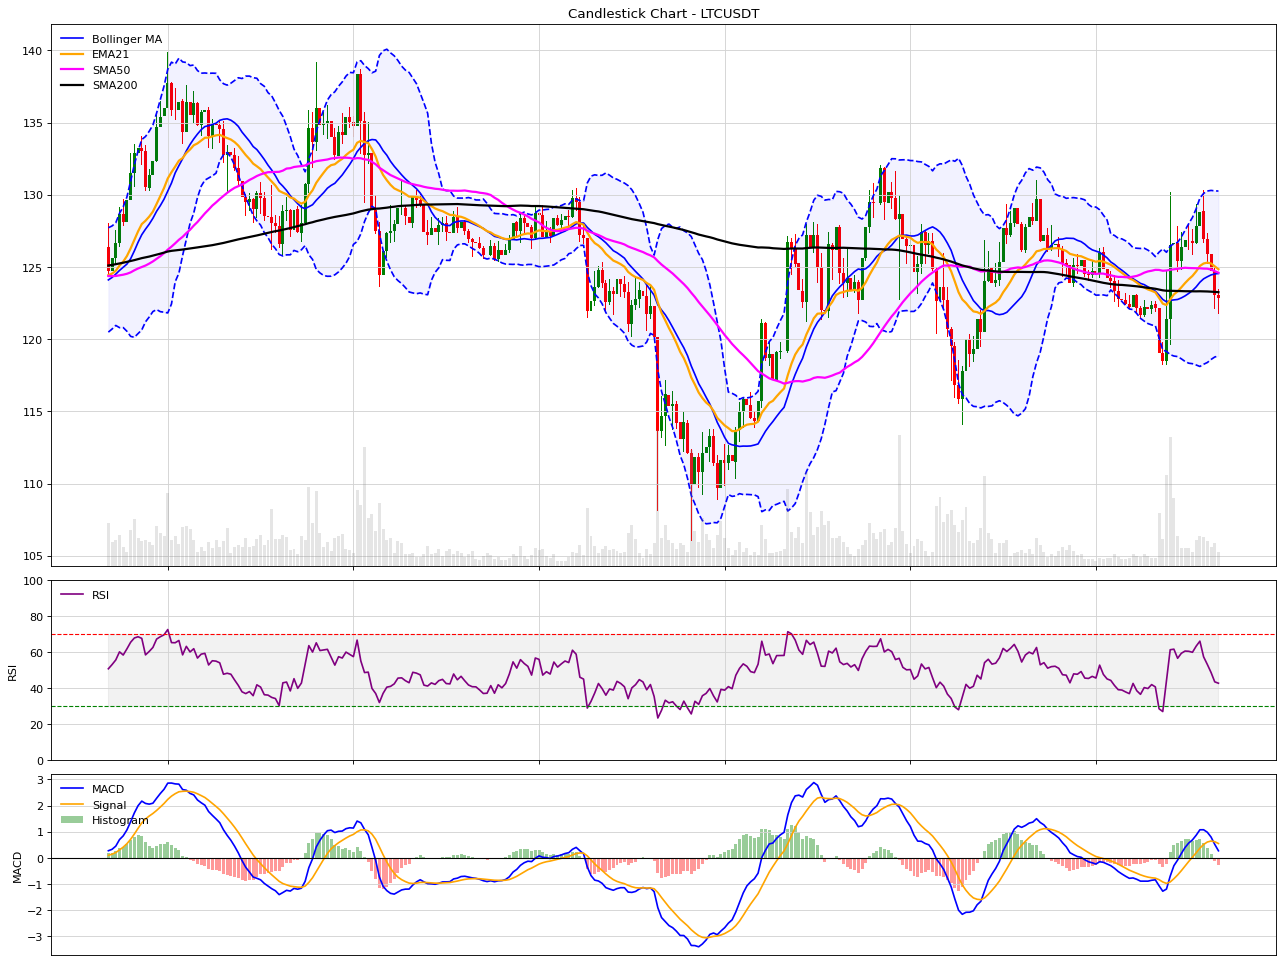 Candlestick Chart - LTCUSDT
Bollinger MA
EMA21
SMA50
SMA200
140
135
130
125
120
115
110
105
RSI
100
80
60
40
20
0
RSI
MACD
Signal
Histogram
3
2
1
0
−1
−2
−3
MACD